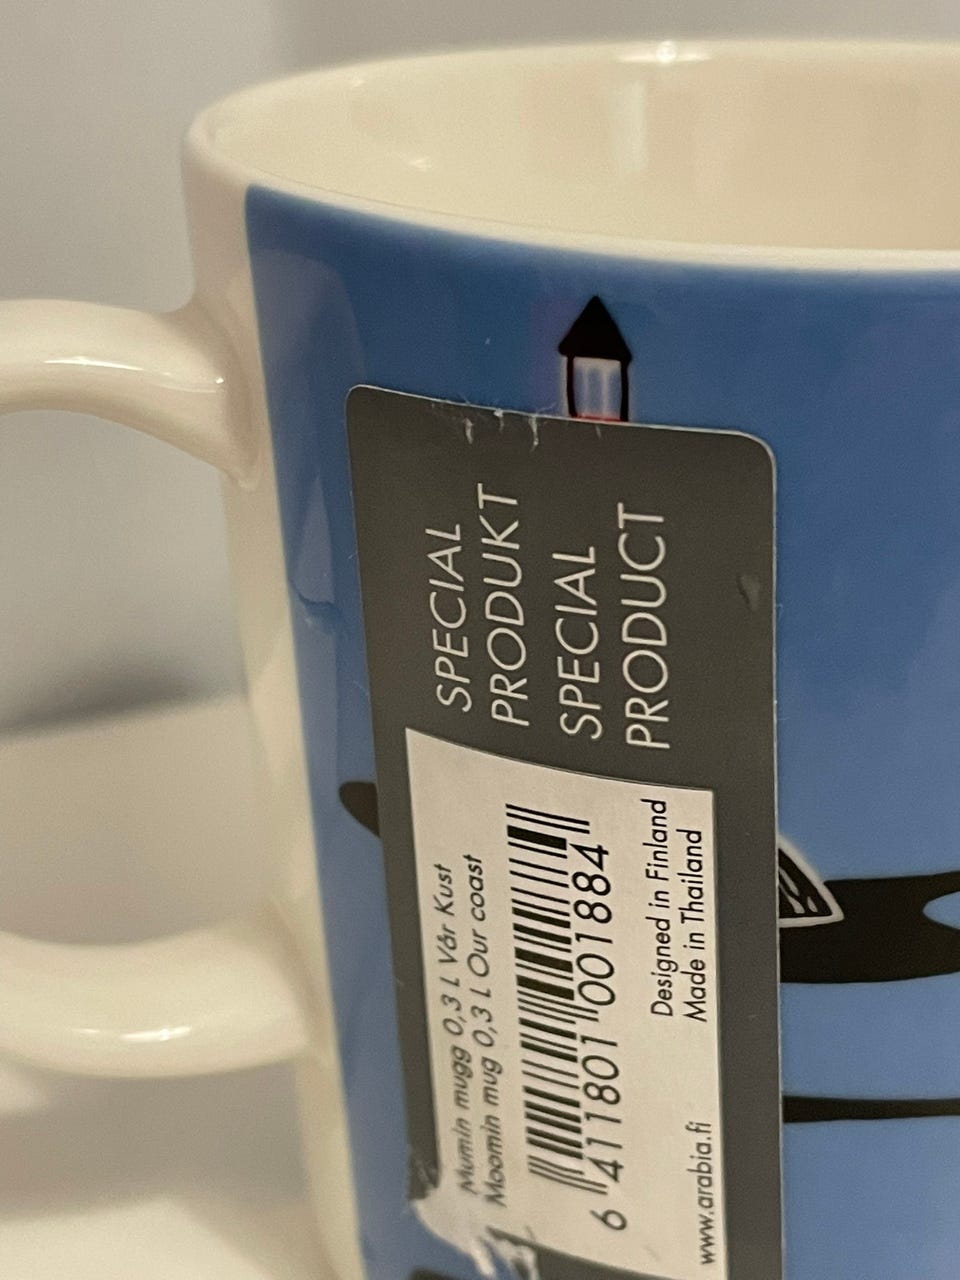 SPECIAL
PRODUKT
SPECIAL
PRODUCT
Mumin mugg 0,3 L Vår Kust
Moomin mug 0,3 L Our coast
6 411801 001884
Designed in Finland
Made in Thailand
www.arabia.fi